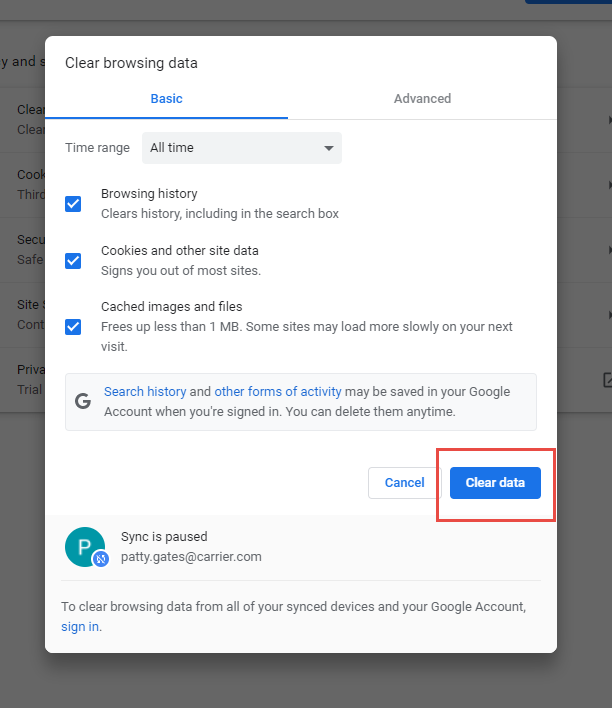 y and s
Clear browsing data
Basic
Advanced
Clear
Clear
Time range
All time
Cook
Third
Browsing history
Clears history, including in the search box
Secu
Safe
Cookies and other site data
Signs you out of most sites.
Site S
Cont
Cached images and files
Frees up less than 1 MB. Some sites may load more slowly on your next
visit.
Priva
Trial
G
Search history and other forms of activity may be saved in your Google
Account when you're signed in. You can delete them anytime.
Cancel
Clear data
P
Sync is paused
patty.gates@carrier.com
To clear browsing data from all of your synced devices and your Google Account,
sign in.